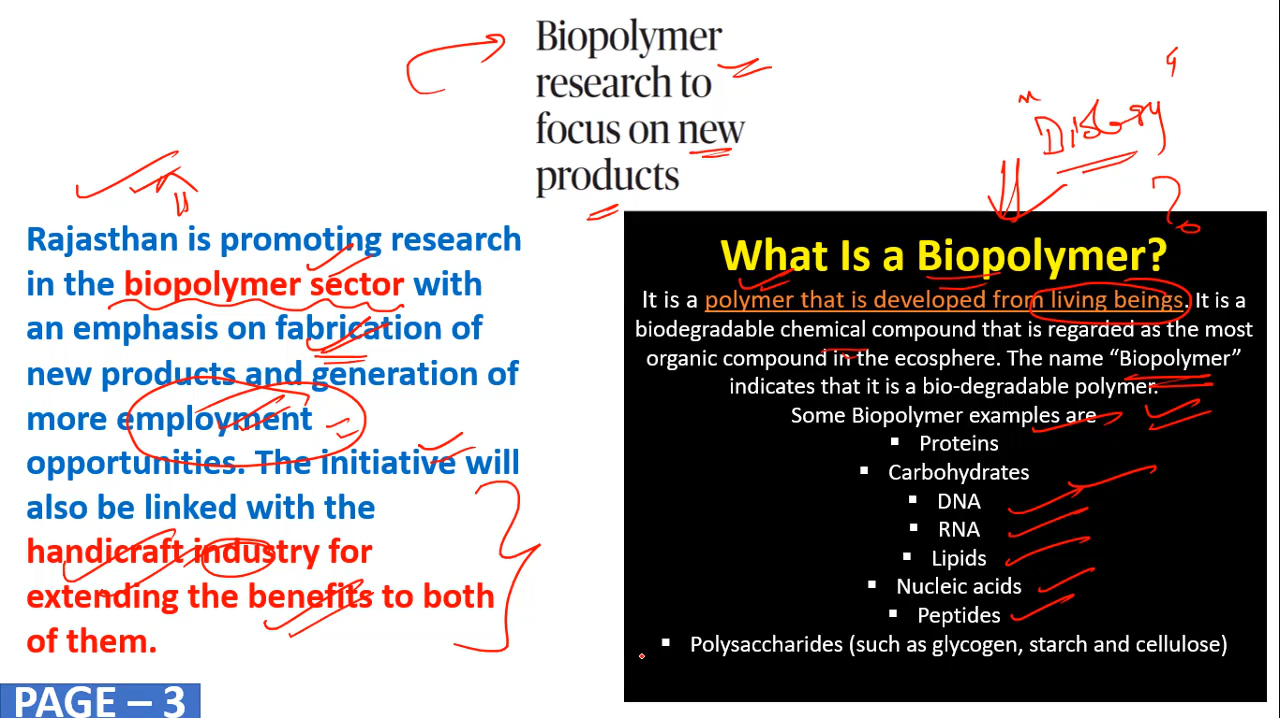 Biopolymer
research to
focus on new
products
Rajasthan is promoting research
in the biopolymer sector with
an emphasis on fabrication of
new products and generation of
more employment
opportunities. The initiative will
also be linked with the
handicraft industry for
extending the benefits to both
of them.
PAGE – 3
What Is a Biopolymer?
It is a polymer that is developed from living beings. It is a
biodegradable chemical compound that is regarded as the most
organic compound in the ecosphere. The name “Biopolymer”
indicates that it is a bio-degradable polymer.
Some Biopolymer examples are
▪ Proteins
▪ Carbohydrates
▪ DNA
▪ RNA
▪ Lipids
▪ Nucleic acids
▪ Peptides
▪ Polysaccharides (such as glycogen, starch and cellulose)